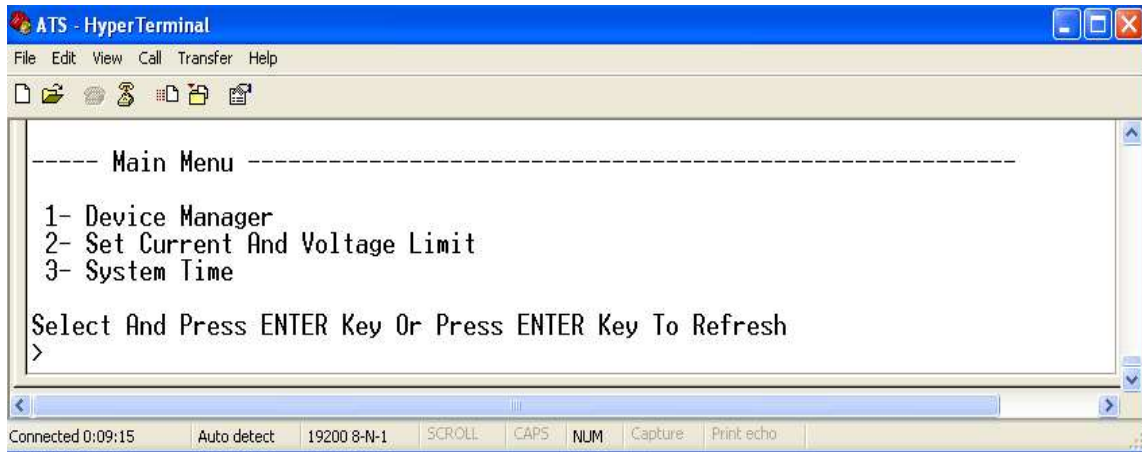 ATS - HyperTerminal
File Edit View Call Transfer Help
----- Main Menu ---------------------------------------------------------
1- Device Manager
2- Set Current And Voltage Limit
3- System Time
Select And Press ENTER Key Or Press ENTER Key To Refresh
>
Connected 0:09:15 Auto detect 19200 8-N-1 SCROLL CAPS NUM Capture Print echo